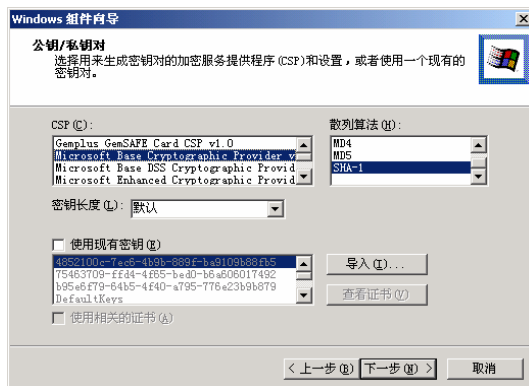 Windows 组件向导
公钥/私钥对
选择用来生成密钥对的加密服务提供程序(CSP)和设置，或者使用一个现有的
密钥对。
CSP(C):
散列算法(H):
Gemplus GemSAFE Card CSP v1.0
Microsoft Base Cryptographic Provider v
Microsoft Base DSS Cryptographic Provid
Microsoft Enhanced Cryptographic Provid
MD4
MD5
SHA-1
密钥长度(L): 默认
使用现有密钥(E)
4852100c-7ec6-4b9b-889f-ba9109b88fb5
75463709-ffd4-4f65-bed0-b6a606017492
b95e6f79-64b5-4f40-a795-776e23b9b879
DefaultKeys
导入(I)...
查看证书(V)
使用相关的证书(A)
< 上一步(B) 下一步(N) > 取消